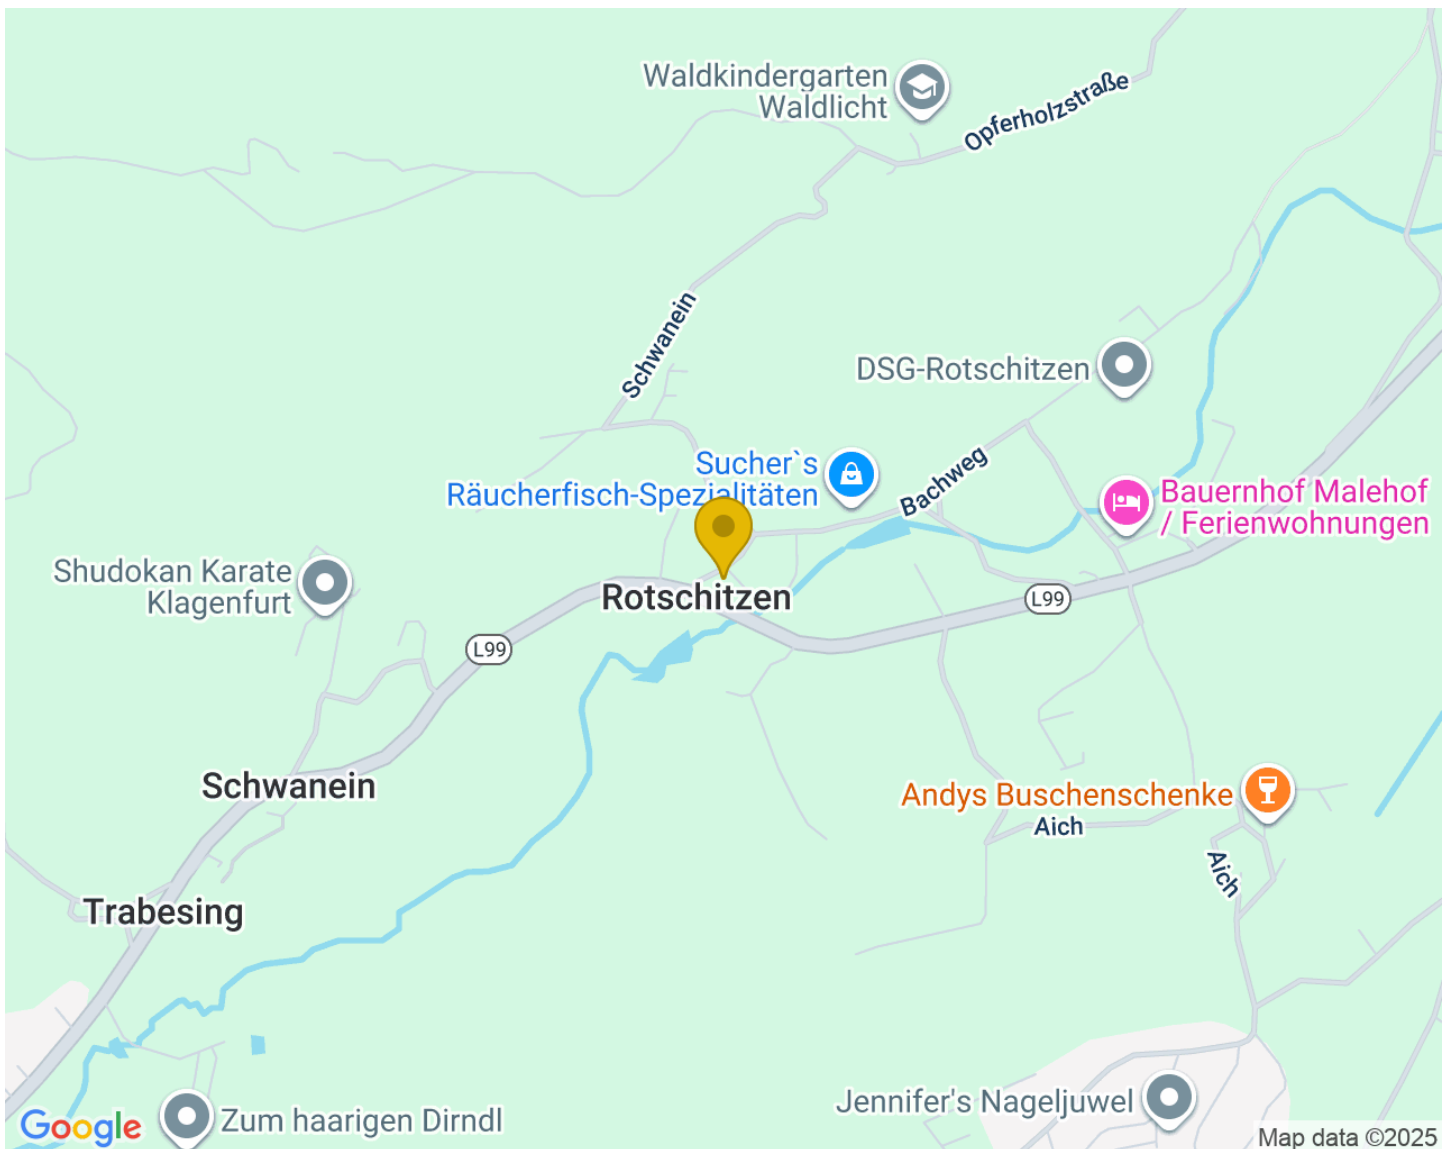 Waldkindergarten
Waldlicht
Opferholzstraße
Schwanein
DSG-Rotschitzen
Sucher`s
Räucherfisch-Spezialitäten
Bachweg
Bauernhof Malehof
/ Ferienwohnungen
Shudokan Karate
Klagenfurt
Rotschitzen
L99
L99
Schwanein
Andys Buschenschenke
Aich
Aich
Trabesing
Jennifer's Nageljuwel
Google
Zum haarigen Dirndl
Map data ©2025